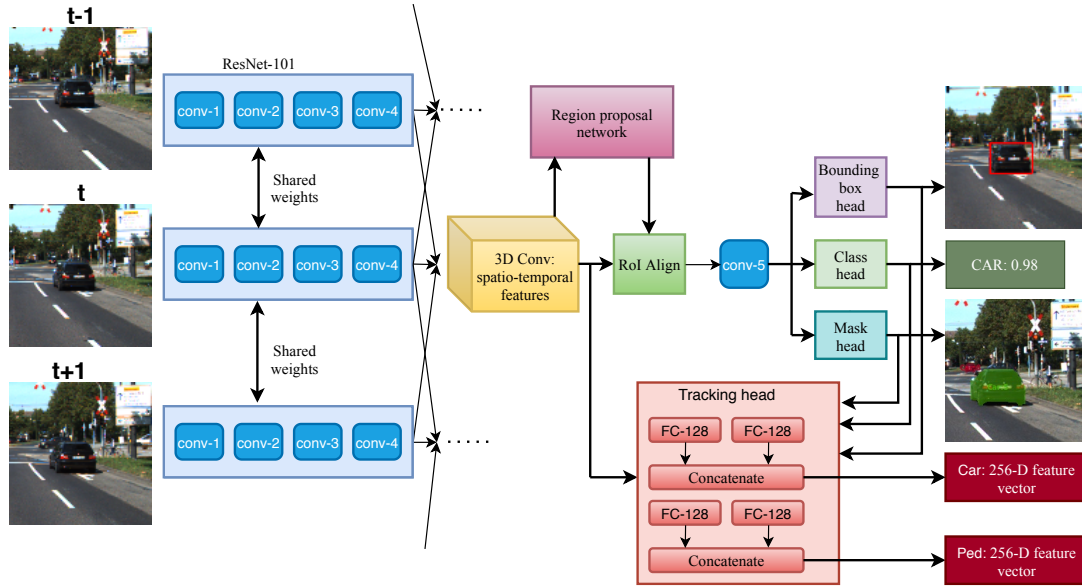 t-1
ResNet-101
conv-1 conv-2 conv-3 conv-4
Shared
weights
t
conv-1 conv-2 conv-3 conv-4
Shared
weights
t+1
conv-1 conv-2 conv-3 conv-4
3D Conv:
spatio-temporal
features
Region proposal
network
RoI Align
conv-5
Bounding
box
head
Class
head
Mask
head
CAR: 0.98
Tracking head
FC-128 FC-128
Concatenate
FC-128 FC-128
Concatenate
Car: 256-D feature
vector
Ped: 256-D feature
vector